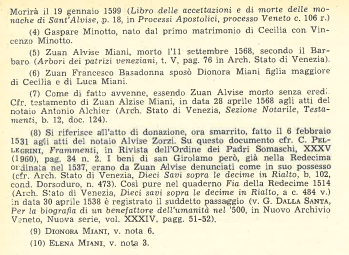 Morirà il 19 gennaio 1599 (Libro delle accettazioni e di morte delle mo-
nache di Sant'Alvise, p. 18, in Processi Apostolici, processo Veneto c. 106 r.)
(4) Gaspare Minotto, nato dal primo matrimonio di Cecilia con Vin-
cenzo Minotto.
(5) Zuan Alvise Miani, morto l'11 settembre 1568, secondo il Bar-
baro (Arbori dei patrizi veneziani, t. V, pag. 76 in Arch. Stato di Venezia).
(6) Zuan Francesco Basadonna sposò Dionora Miani figlia maggiore
di Cecilia e di Luca Miani.
(7) Come di fatto avvenne, essendo Zuan Alvise morto senza eredi.
Cfr. testamento di Zuan Alzise Miani, in data 28 aprile 1568 agli atti del
notaio Antonio Alchier (Arch. Stato di Venezia, Sezione Notarile, Testa-
menti, b. 12, doc. 124).
(8) Si riferisce all'atto di donazione, ora smarrito, fatto il 6 febbraio
1531 agli atti del notaio Alvise Zorzi. Su questo documento cfr. C. PEL-
LEGRINI, Frammenti, in Rivista dell'Ordine dei Padri Somaschi, XXXV
(1960), pag. 34 n. 2. I beni di san Girolamo però, già nella Redecima
ordinata nel 1537, erano da Zuan Alvise denunciati come in suo possesso
(cfr. Arch. Stato di Venezia, Dieci Savi sopra le decime in Rialto, b. 102,
cond. Dorsoduro, n. 473). Così pure nel quaderno Fia della Redecima 1514
(Arch. Stato di Venezia, Dieci savi sopra le decime in Rialto, a c. 484 v.)
in data 30 aprile 1538 è registrato il suddetto passaggio (v. G. DALLA SANTA,
Per la biografia di un benefattore dell'umanità nel '500, in Nuovo Archivio
Veneto, Nuova serie, vol. XXXIV, pagg. 51-52).
(9) DIONORA MIANI, v. nota 6.
(10) ELENA MIANI, v. nota 3.